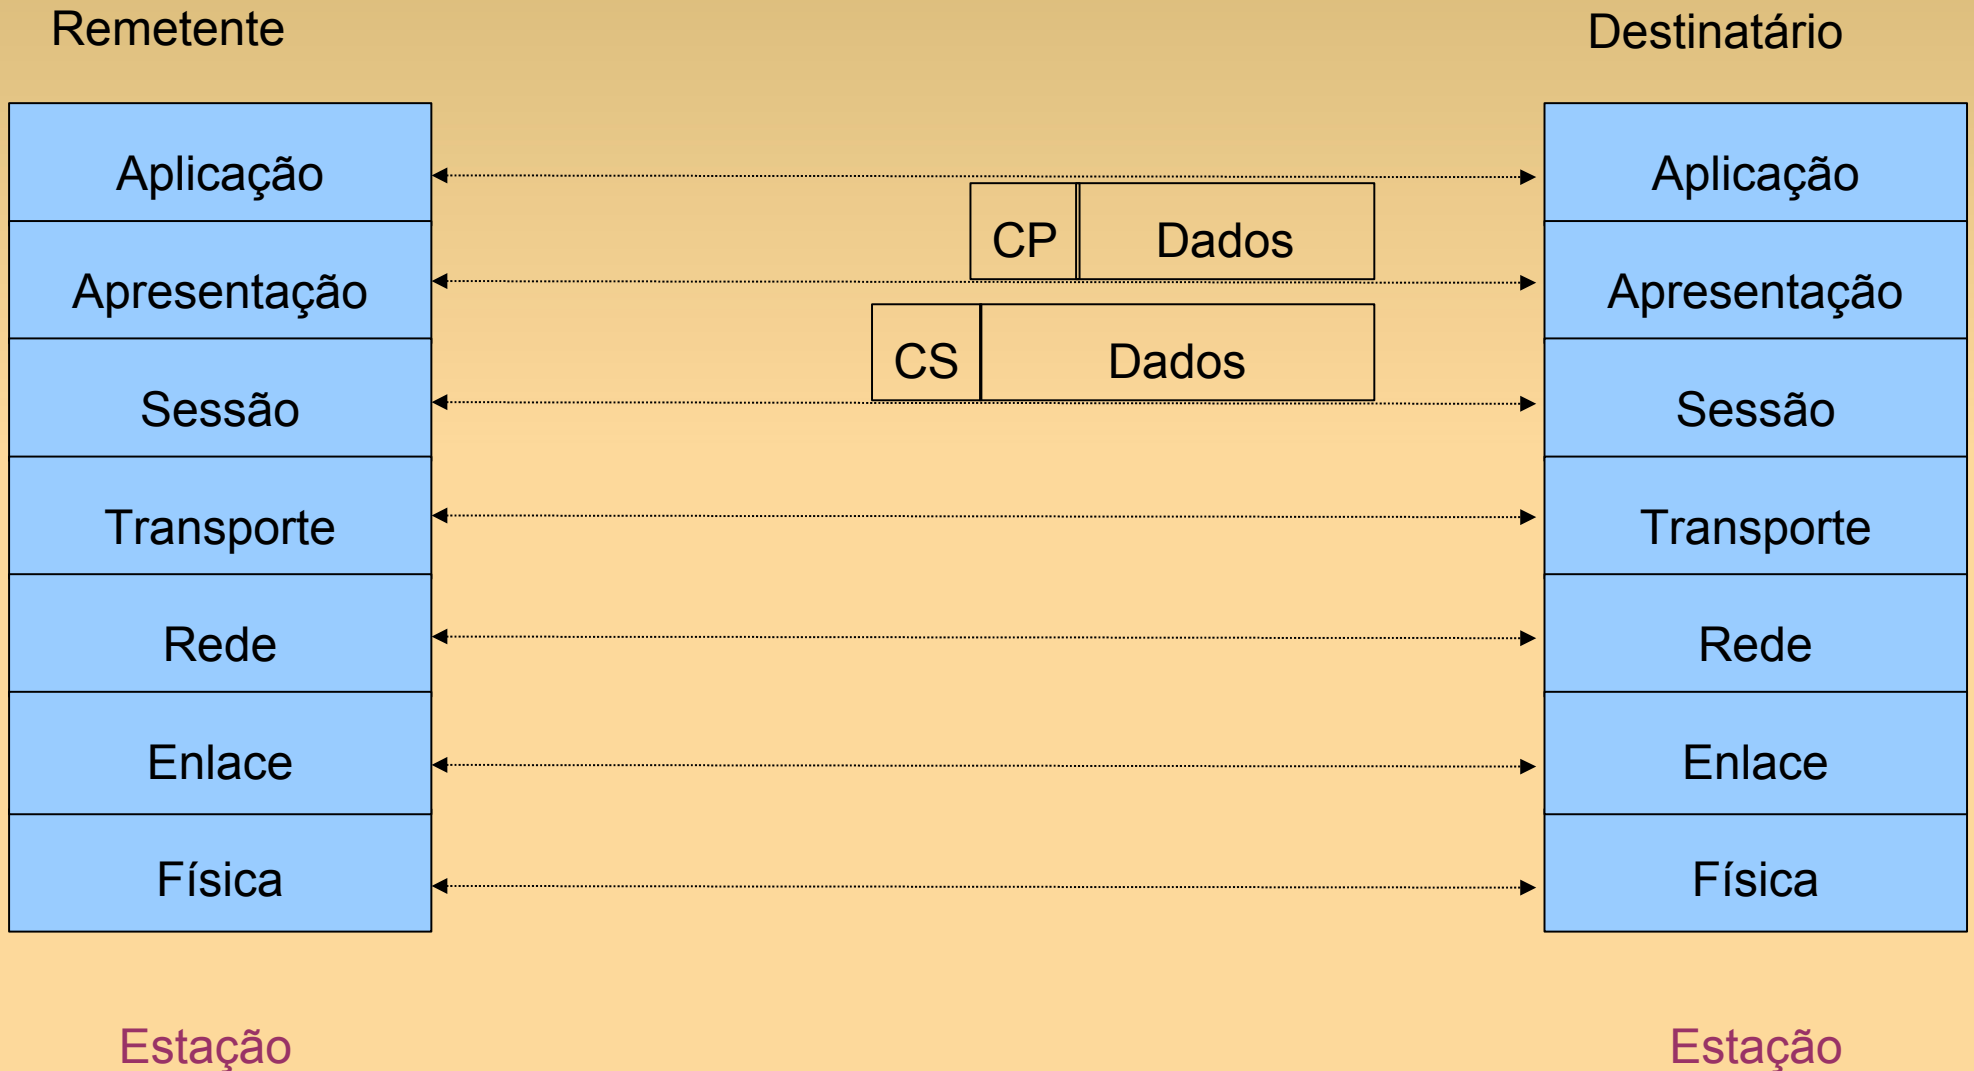 Remetente
Destinatário
Aplicação
Aplicação
CP
Dados
Apresentação
Apresentação
CS
Dados
Sessão
Sessão
Transporte
Transporte
Rede
Rede
Enlace
Enlace
Física
Física
Estação
Estação